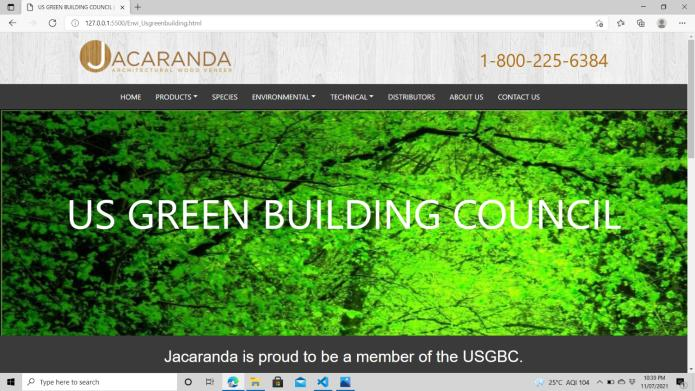 US GREEN BUILDING COUNCIL |
127.0.0.1:5500/Envi_Usgreenbuilding.html
JACARANDA
ARCHITECTURAL WOOD VENEER
1-800-225-6384
HOME PRODUCTS SPECIES ENVIRONMENTAL TECHNICAL DISTRIBUTORS ABOUT US CONTACT US
US GREEN BUILDING COUNCIL
Jacaranda is proud to be a member of the USGBC.
Type here to search
25°C AQI 104
10:39 PM
11/07/2021